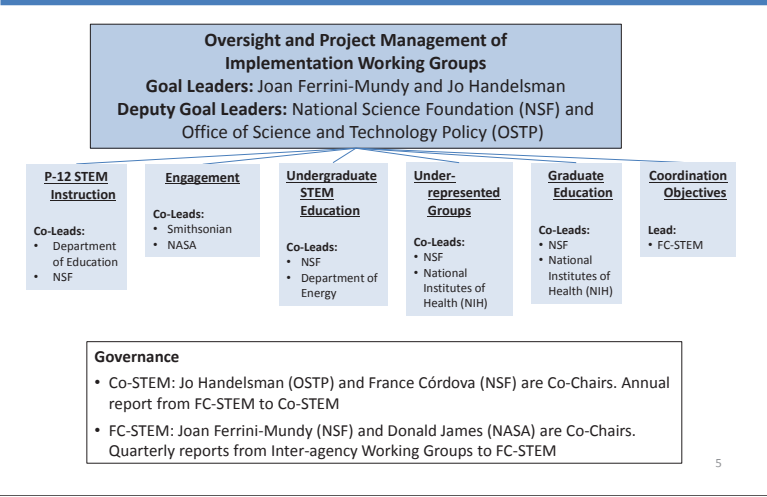 Oversight and Project Management of
Implementation Working Groups
Goal Leaders: Joan Ferrini-Mundy and Jo Handelsman
Deputy Goal Leaders: National Science Foundation (NSF) and
Office of Science and Technology Policy (OSTP)
P-12 STEM
Instruction
Co-Leads:
• Department
of Education
• NSF
Engagement
Co-Leads:
• Smithsonian
• NASA
Undergraduate
STEM
Education
Co-Leads:
• NSF
• Department of
Energy
Under-
represented
Groups
Co-Leads:
• NSF
• National
Institutes of
Health (NIH)
Graduate
Education
Co-Leads:
• NSF
• National
Institutes of
Health (NIH)
Coordination
Objectives
Lead:
• FC-STEM
Governance
• Co-STEM: Jo Handelsman (OSTP) and France Córdova (NSF) are Co-Chairs. Annual
report from FC-STEM to Co-STEM
• FC-STEM: Joan Ferrini-Mundy (NSF) and Donald James (NASA) are Co-Chairs.
Quarterly reports from Inter-agency Working Groups to FC-STEM
5